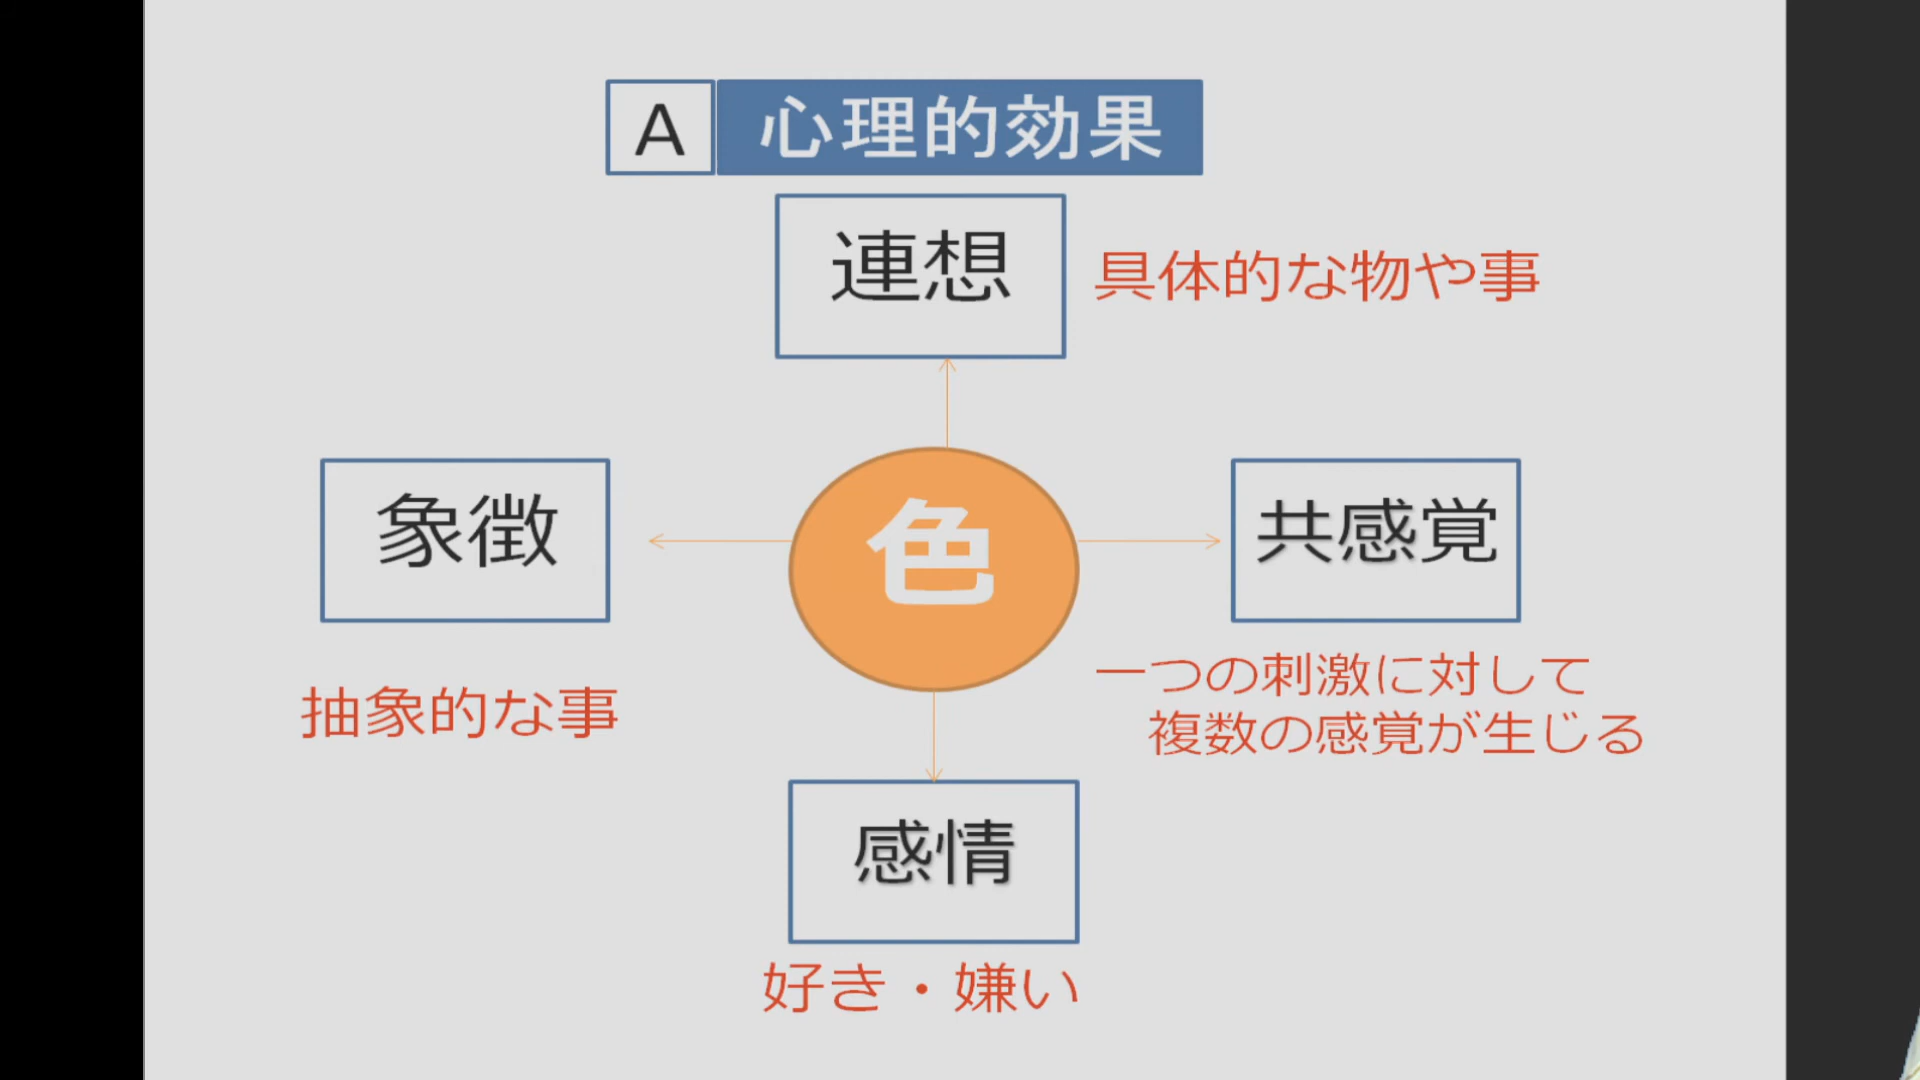 A 心理的効果
連想
具体的な物や事
象徴
色
共感覚
抽象的な事
一つの刺激に対して
複数の感覚が生じる
感情
好き・嫌い